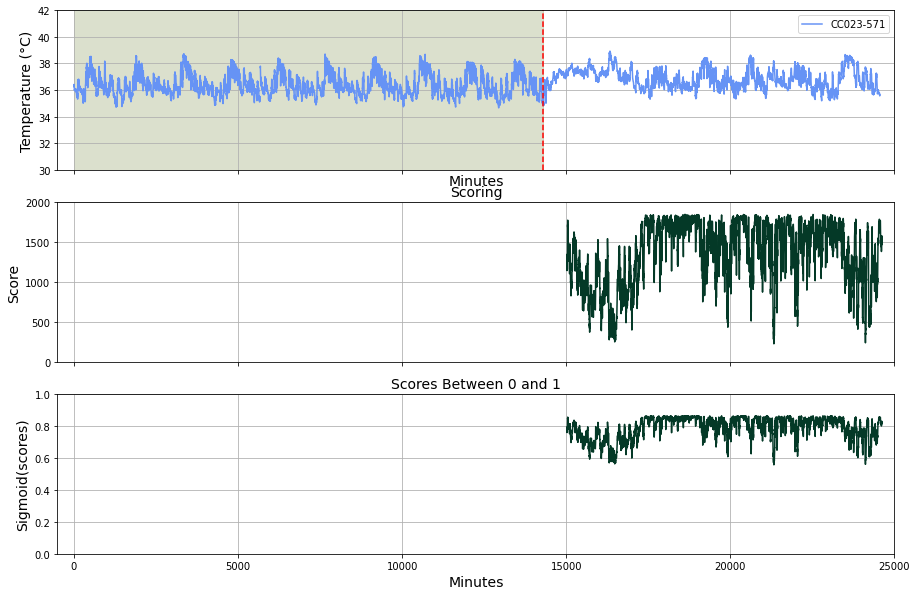 42
40
38
36
34
32
30
Temperature (°C)
CC023-571
Minutes
Scoring
2000
1500
1000
500
0
Score
Scores Between 0 and 1
1.0
0.8
0.6
0.4
0.2
0.0
Sigmoid(scores)
0 5000 10000 15000 20000 25000
Minutes